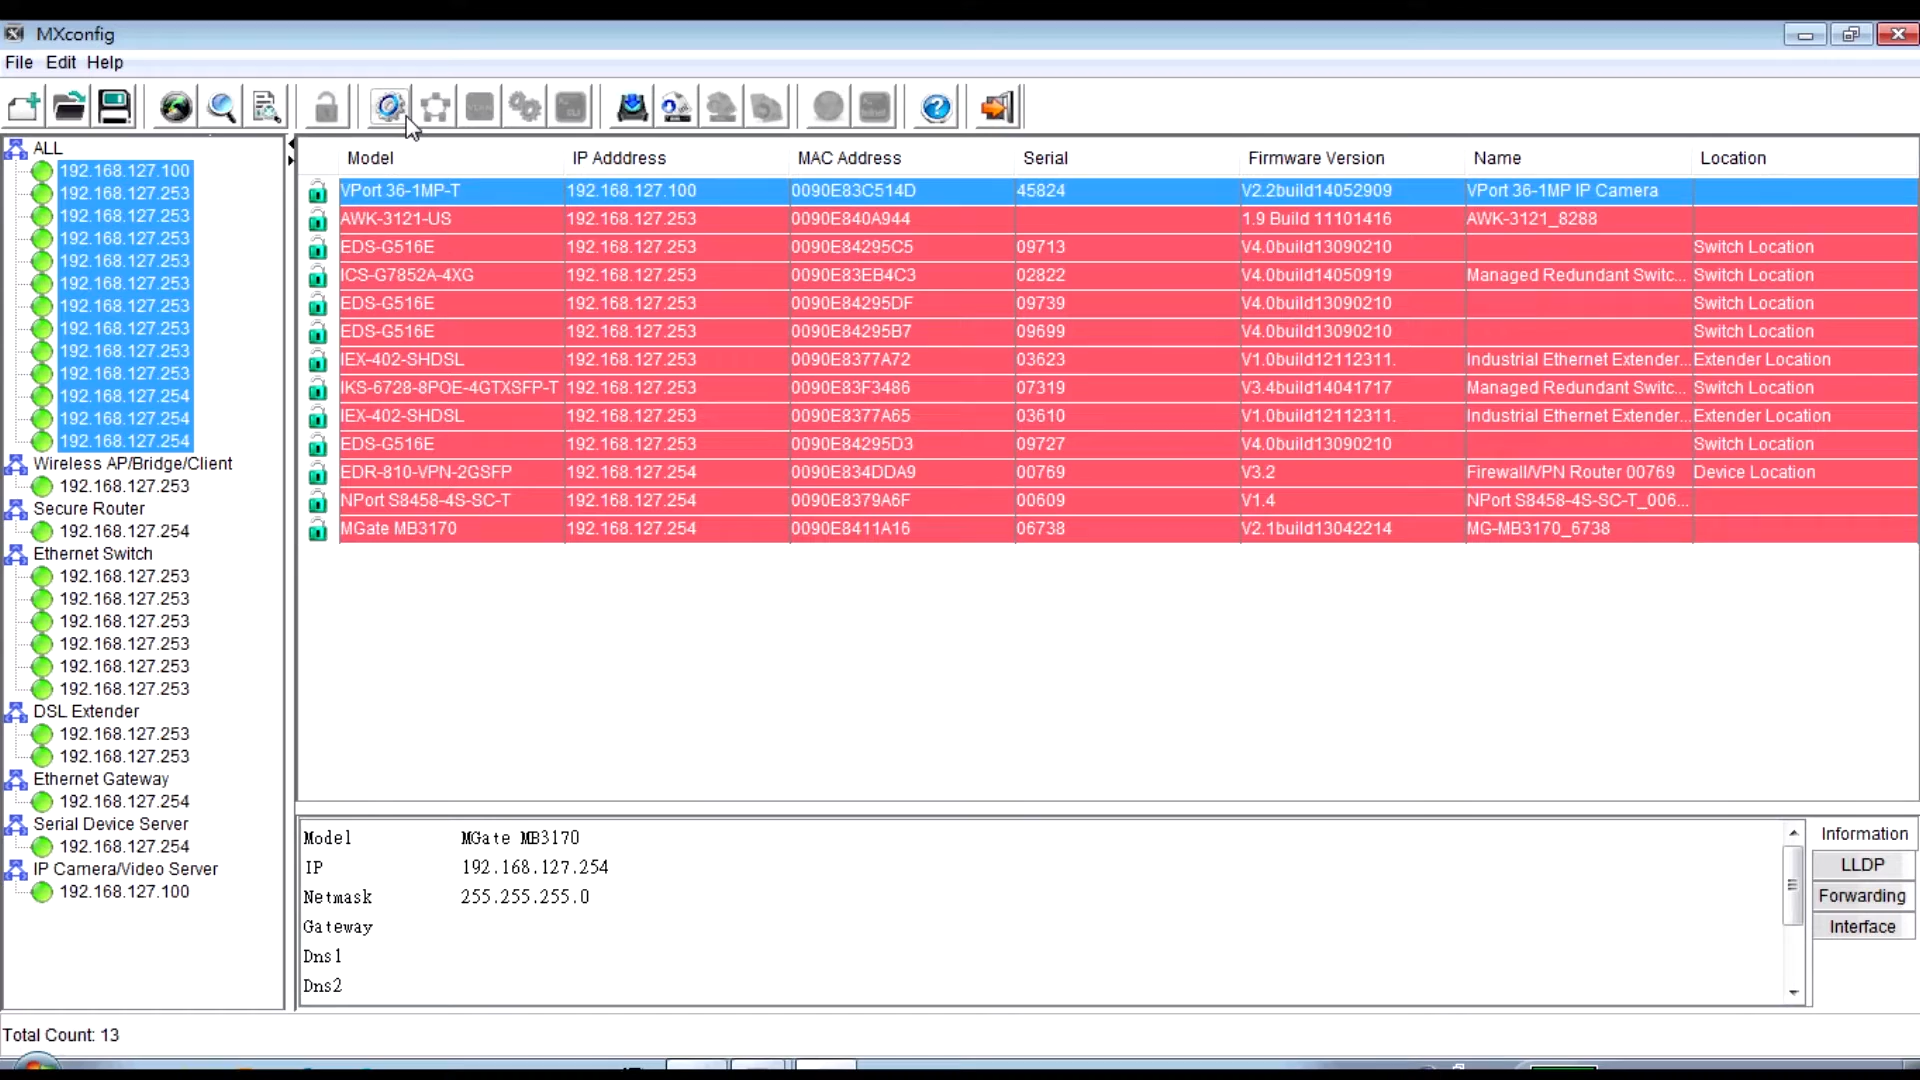 MXconfig
File Edit Help
ALL
192.168.127.100
192.168.127.253
192.168.127.253
192.168.127.253
192.168.127.253
192.168.127.253
192.168.127.253
192.168.127.253
192.168.127.253
192.168.127.253
192.168.127.254
192.168.127.254
192.168.127.254
Wireless AP/Bridge/Client
192.168.127.253
Secure Router
192.168.127.254
Ethernet Switch
192.168.127.253
192.168.127.253
192.168.127.253
192.168.127.253
192.168.127.253
192.168.127.253
DSL Extender
192.168.127.253
192.168.127.253
Ethernet Gateway
192.168.127.254
Serial Device Server
192.168.127.254
IP Camera/Video Server
192.168.127.100
Model IP Adddress MAC Address Serial Firmware Version Name Location
VPort 36-1MP-T 192.168.127.100 0090E83C514D 45824 V2.2build14052909 VPort 36-1MP IP Camera
AWK-3121-US 192.168.127.253 0090E840A944 1.9 Build 11101416 AWK-3121_8288
EDS-G516E 192.168.127.253 0090E84295C5 09713 V4.0build13090210 Switch Location
ICS-G7852A-4XG 192.168.127.253 0090E83EB4C3 02822 V4.0build14050919 Managed Redundant Switc... Switch Location
EDS-G516E 192.168.127.253 0090E84295DF 09739 V4.0build13090210 Switch Location
EDS-G516E 192.168.127.253 0090E84295B7 09699 V4.0build13090210 Switch Location
IEX-402-SHDSL 192.168.127.253 0090E8377A72 03623 V1.0build12112311. Industrial Ethernet Extender... Extender Location
IKS-6728-8POE-4GTXSFP-T 192.168.127.253 0090E83F3486 07319 V3.4build14041717 Managed Redundant Switc... Switch Location
IEX-402-SHDSL 192.168.127.253 0090E8377A65 03610 V1.0build12112311. Industrial Ethernet Extender... Extender Location
EDS-G516E 192.168.127.253 0090E84295D3 09727 V4.0build13090210 Switch Location
EDR-810-VPN-2GSFP 192.168.127.254 0090E834DDA9 00769 V3.2 Firewall/VPN Router 00769 Device Location
NPort S8458-4S-SC-T 192.168.127.254 0090E8379A6F 00609 V1.4 NPort S8458-4S-SC-T_006...
MGate MB3170 192.168.127.254 0090E8411A16 06738 V2.1build13042214 MG-MB3170_6738
Model MGate MB3170
IP 192.168.127.254
Netmask 255.255.255.0
Gateway
Dns1
Dns2
Information
LLDP
Forwarding
Interface
Total Count: 13